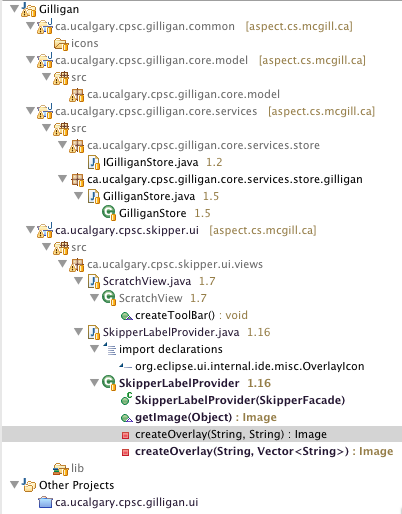 Gilligan
ca.ucalgary.cpsc.gilligan.common [aspect.cs.mcgill.ca]
icons
ca.ucalgary.cpsc.gilligan.core.model [aspect.cs.mcgill.ca]
src
ca.ucalgary.cpsc.gilligan.core.model
ca.ucalgary.cpsc.gilligan.core.services [aspect.cs.mcgill.ca]
src
ca.ucalgary.cpsc.gilligan.core.services.store
IGilliganStore.java 1.2
ca.ucalgary.cpsc.gilligan.core.services.store.gilligan
GilliganStore.java 1.5
GilliganStore 1.5
ca.ucalgary.cpsc.skipper.ui [aspect.cs.mcgill.ca]
src
ca.ucalgary.cpsc.skipper.ui.views
ScratchView.java 1.7
ScratchView 1.7
createToolBar() : void
SkipperLabelProvider.java 1.16
import declarations
org.eclipse.ui.internal.ide.misc.OverlayIcon
SkipperLabelProvider 1.16
SkipperLabelProvider(SkipperFacade)
getImage(Object) : Image
createOverlay(String, String) : Image
createOverlay(String, Vector<String>) : Image
lib
Other Projects
ca.ucalgary.cpsc.gilligan.ui